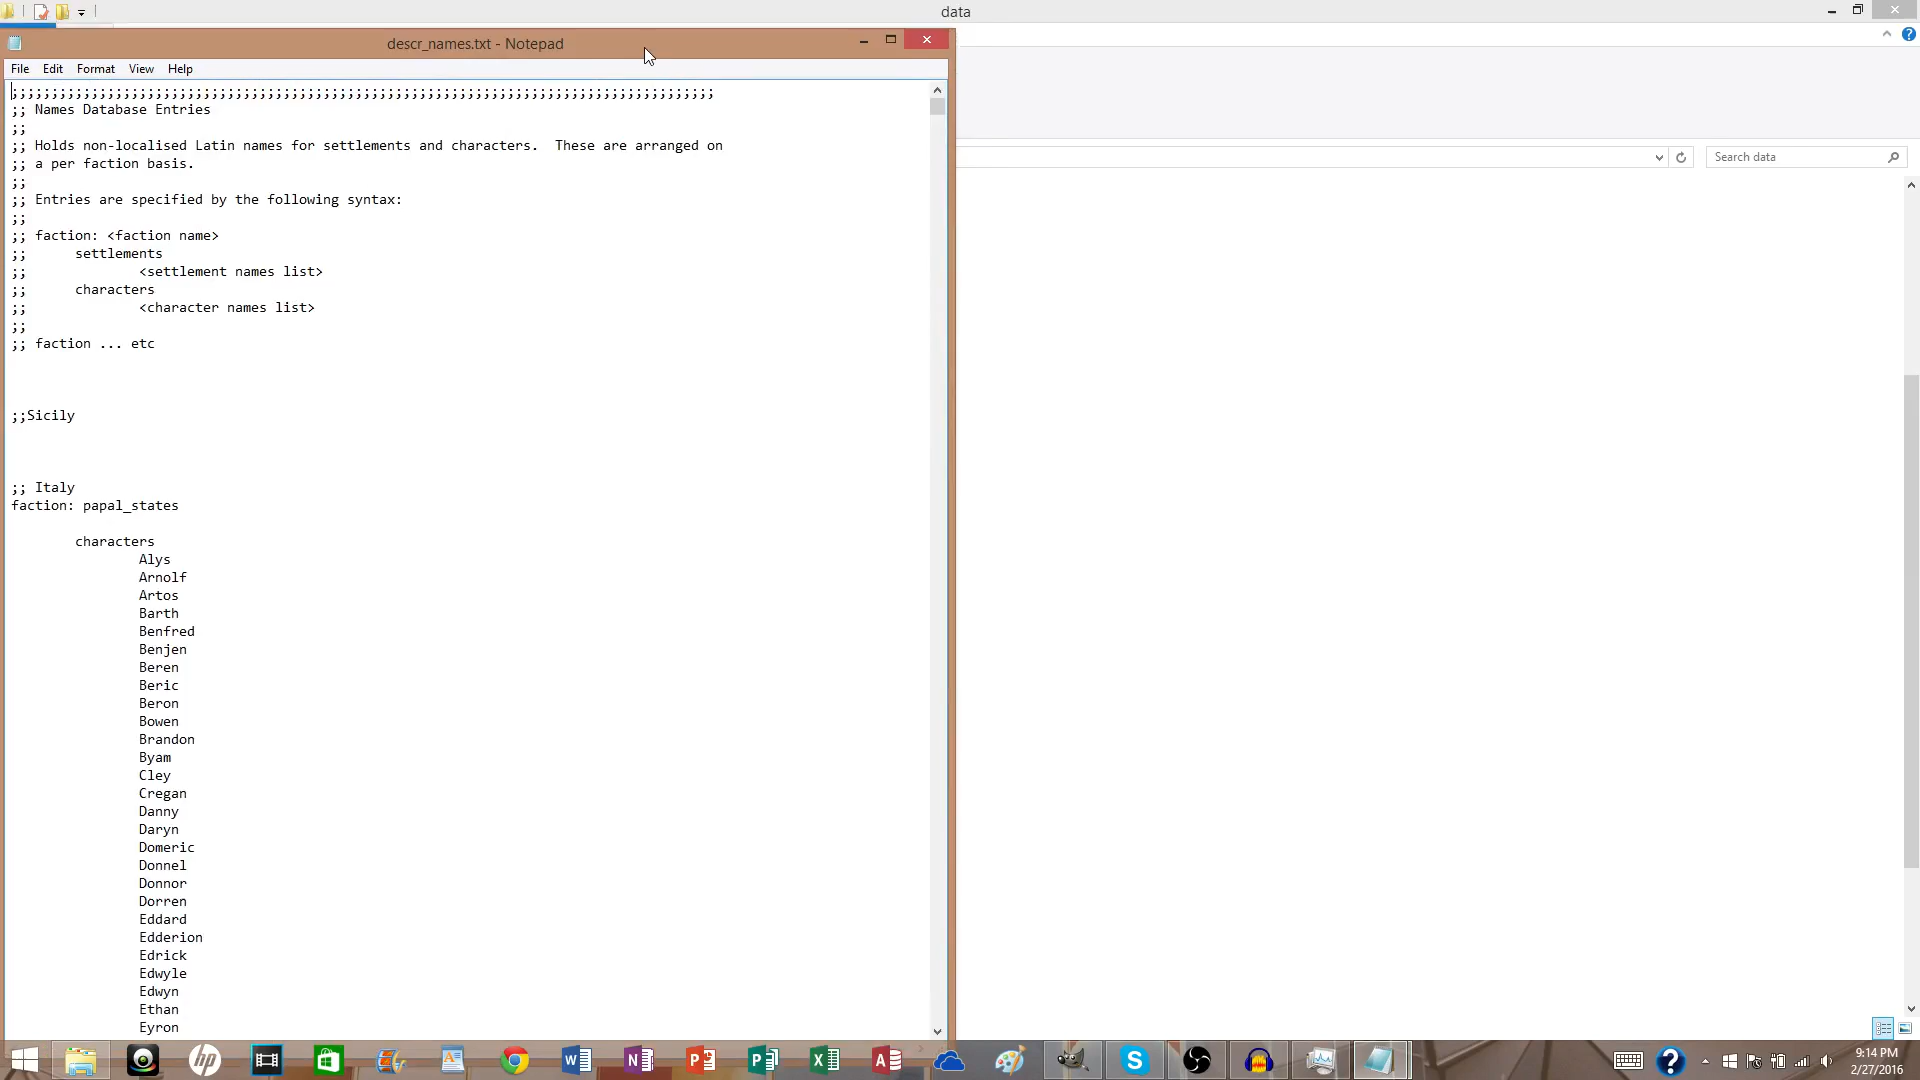 data
descr_names.txt - Notepad
File Edit Format View Help
;;;;;;;;;;;;;;;;;;;;;;;;;;;;;;;;;;;;;;;;;;;;;;;;;;;;;;;;;;;;;;;;;;;;;;;;;;;;;;;;;;;;;;;;
;; Names Database Entries
;;
;; Holds non-localised Latin names for settlements and characters.  These are arranged on
;; a per faction basis.
;;
;; Entries are specified by the following syntax:
;;
;; faction: <faction name>
;;      settlements
;;              <settlement names list>
;;      characters
;;              <character names list>
;;
;; faction ... etc
;;Sicily
;; Italy
faction: papal_states
characters
Alys
Arnolf
Artos
Barth
Benfred
Benjen
Beren
Beric
Beron
Bowen
Brandon
Byam
Cley
Cregan
Danny
Daryn
Domeric
Donnel
Donnor
Dorren
Eddard
Edderion
Edrick
Edwyle
Edwyn
Ethan
Eyron
Search data
9:14 PM
2/27/2016